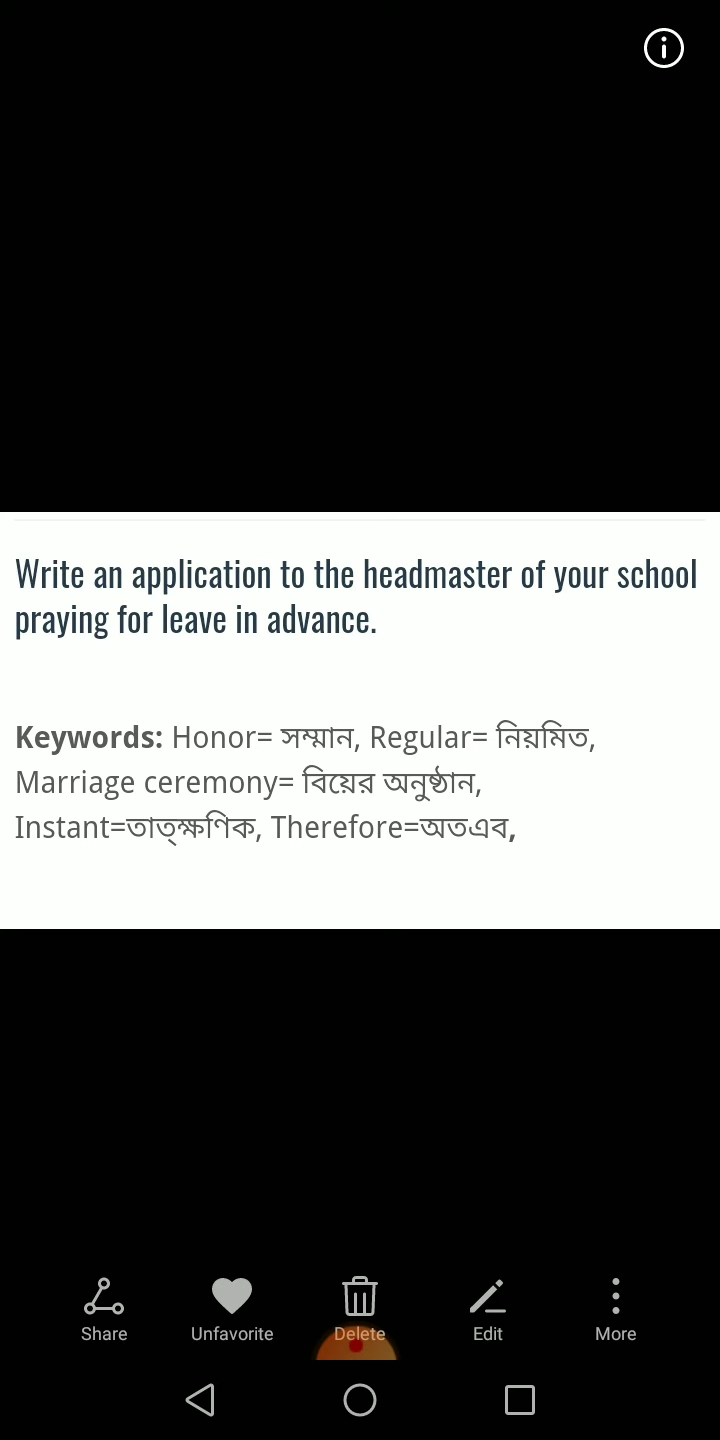 Write an application to the headmaster of your school
praying for leave in advance.
Keywords: Honor= সম্মান, Regular= নিয়মিত,
Marriage ceremony= বিয়ের অনুষ্ঠান,
Instant=তাত্ক্ষণিক, Therefore=অতএব,
Share Unfavorite Delete Edit More